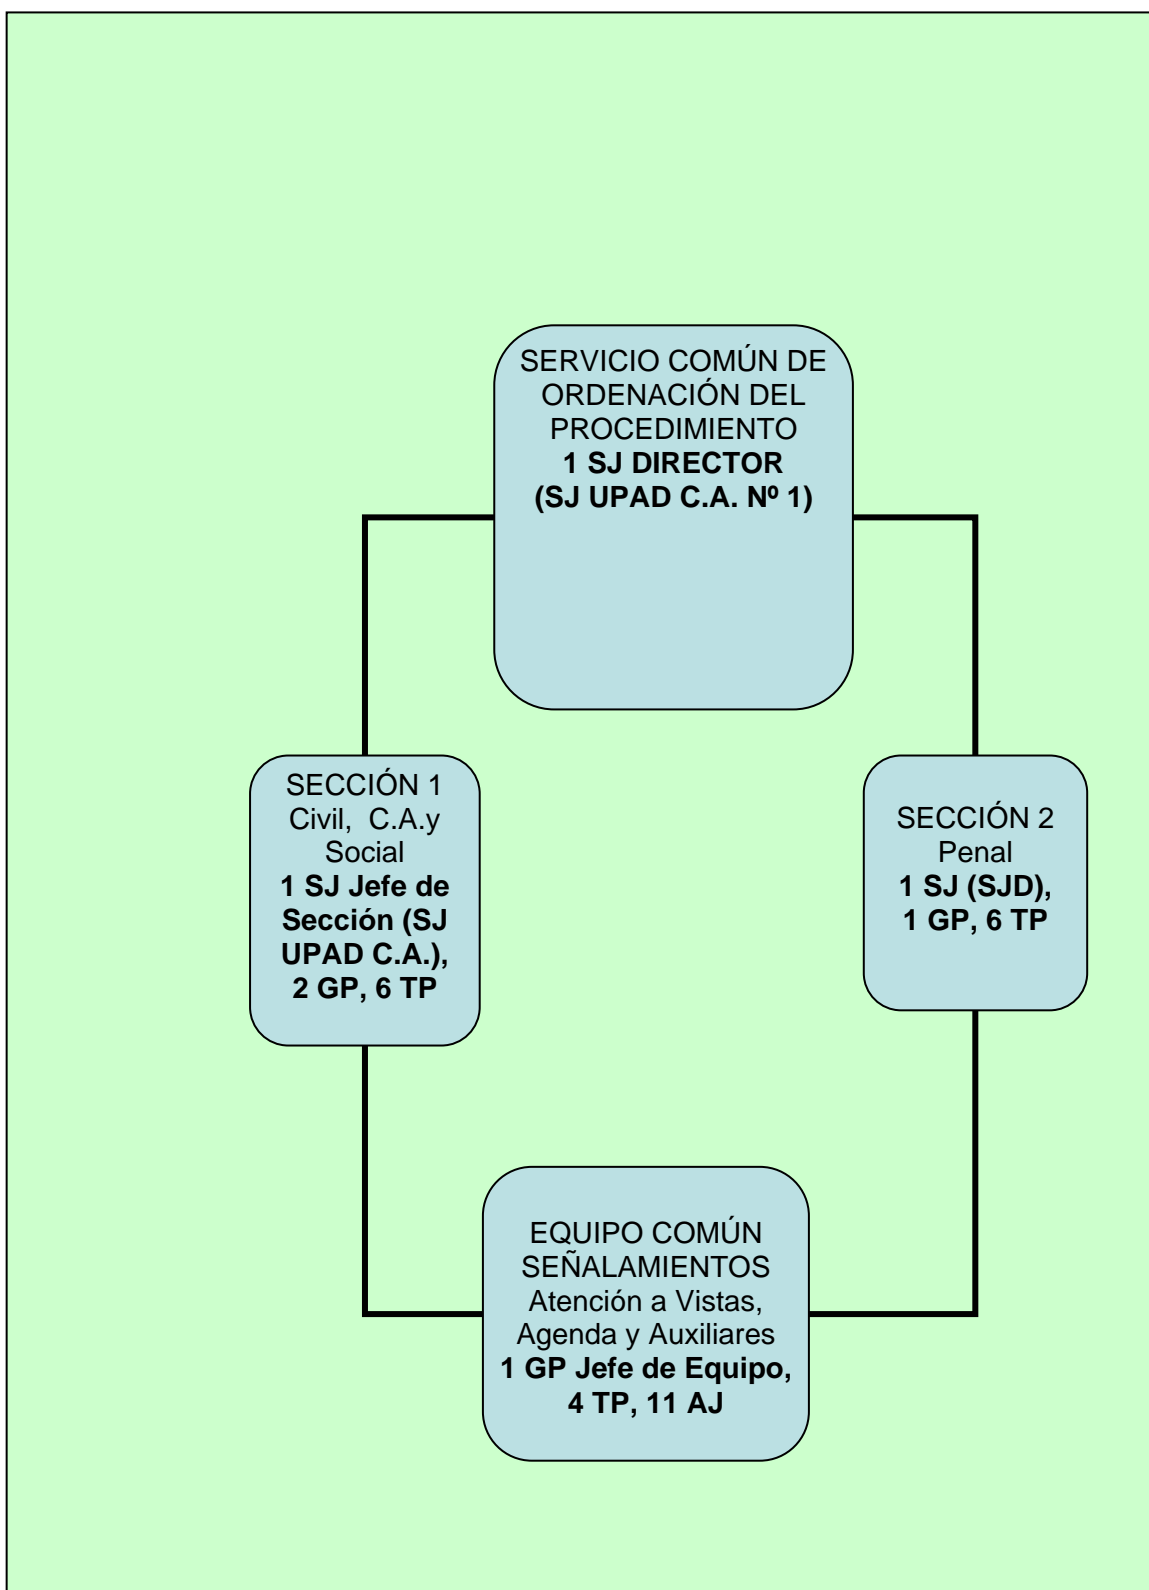 SERVICIO COMÚN DE
ORDENACIÓN DEL
PROCEDIMIENTO
1 SJ DIRECTOR
(SJ UPAD C.A. Nº 1)
SECCIÓN 1
Civil,  C.A.y
Social
1 SJ Jefe de
Sección (SJ
UPAD C.A.),
2 GP, 6 TP
SECCIÓN 2
Penal
1 SJ (SJD),
1 GP, 6 TP
EQUIPO COMÚN
SEÑALAMIENTOS
Atención a Vistas,
Agenda y Auxiliares
1 GP Jefe de Equipo,
4 TP, 11 AJ